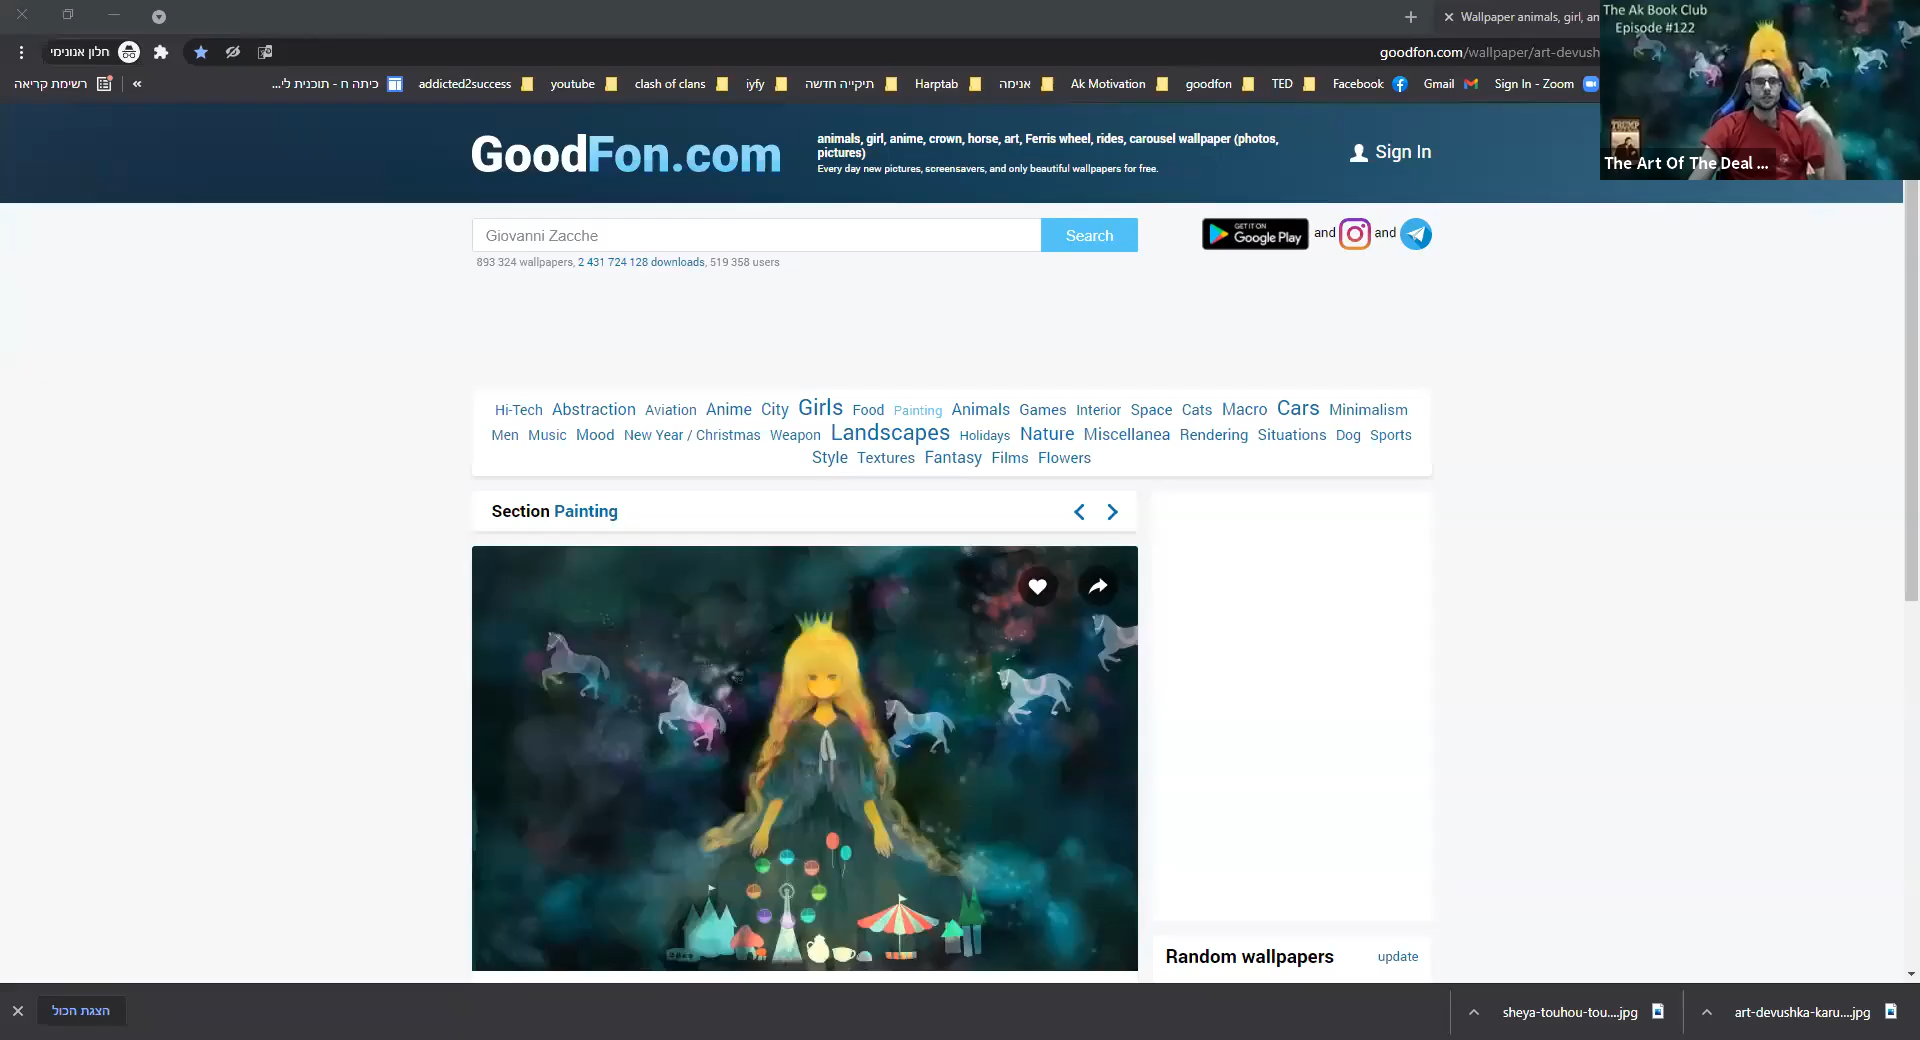 Wallpaper animals, girl, an
חלון אנונימי
goodfon.com/wallpaper/art-devush
רשימת קריאה
«
כיתה ח - תוכנית לי...
addicted2success
youtube
clash of clans
iyfy
תיקייה חדשה
Harptab
אנימה
Ak Motivation
goodfon
TED
Facebook
Gmail
Sign In - Zoom
The Ak Book Club
Episode #122
TRUMP
The Art Of The Deal ...
GoodFon.com
animals, girl, anime, crown, horse, art, Ferris wheel, rides, carousel wallpaper (photos,
pictures)
Every day new pictures, screensavers, and only beautiful wallpapers for free.
Sign In
Giovanni Zacche
Search
GET IT ON
Google Play
and
and
893 324 wallpapers, 2 431 724 128 downloads, 519 358 users
Hi-Tech Abstraction Aviation Anime City Girls Food Painting Animals Games Interior Space Cats Macro Cars Minimalism
Men Music Mood New Year / Christmas Weapon Landscapes Holidays Nature Miscellanea Rendering Situations Dog Sports
Style Textures Fantasy Films Flowers
Section Painting
Random wallpapers
update
הצגת הכול
sheya-touhou-tou....jpg
art-devushka-karu....jpg